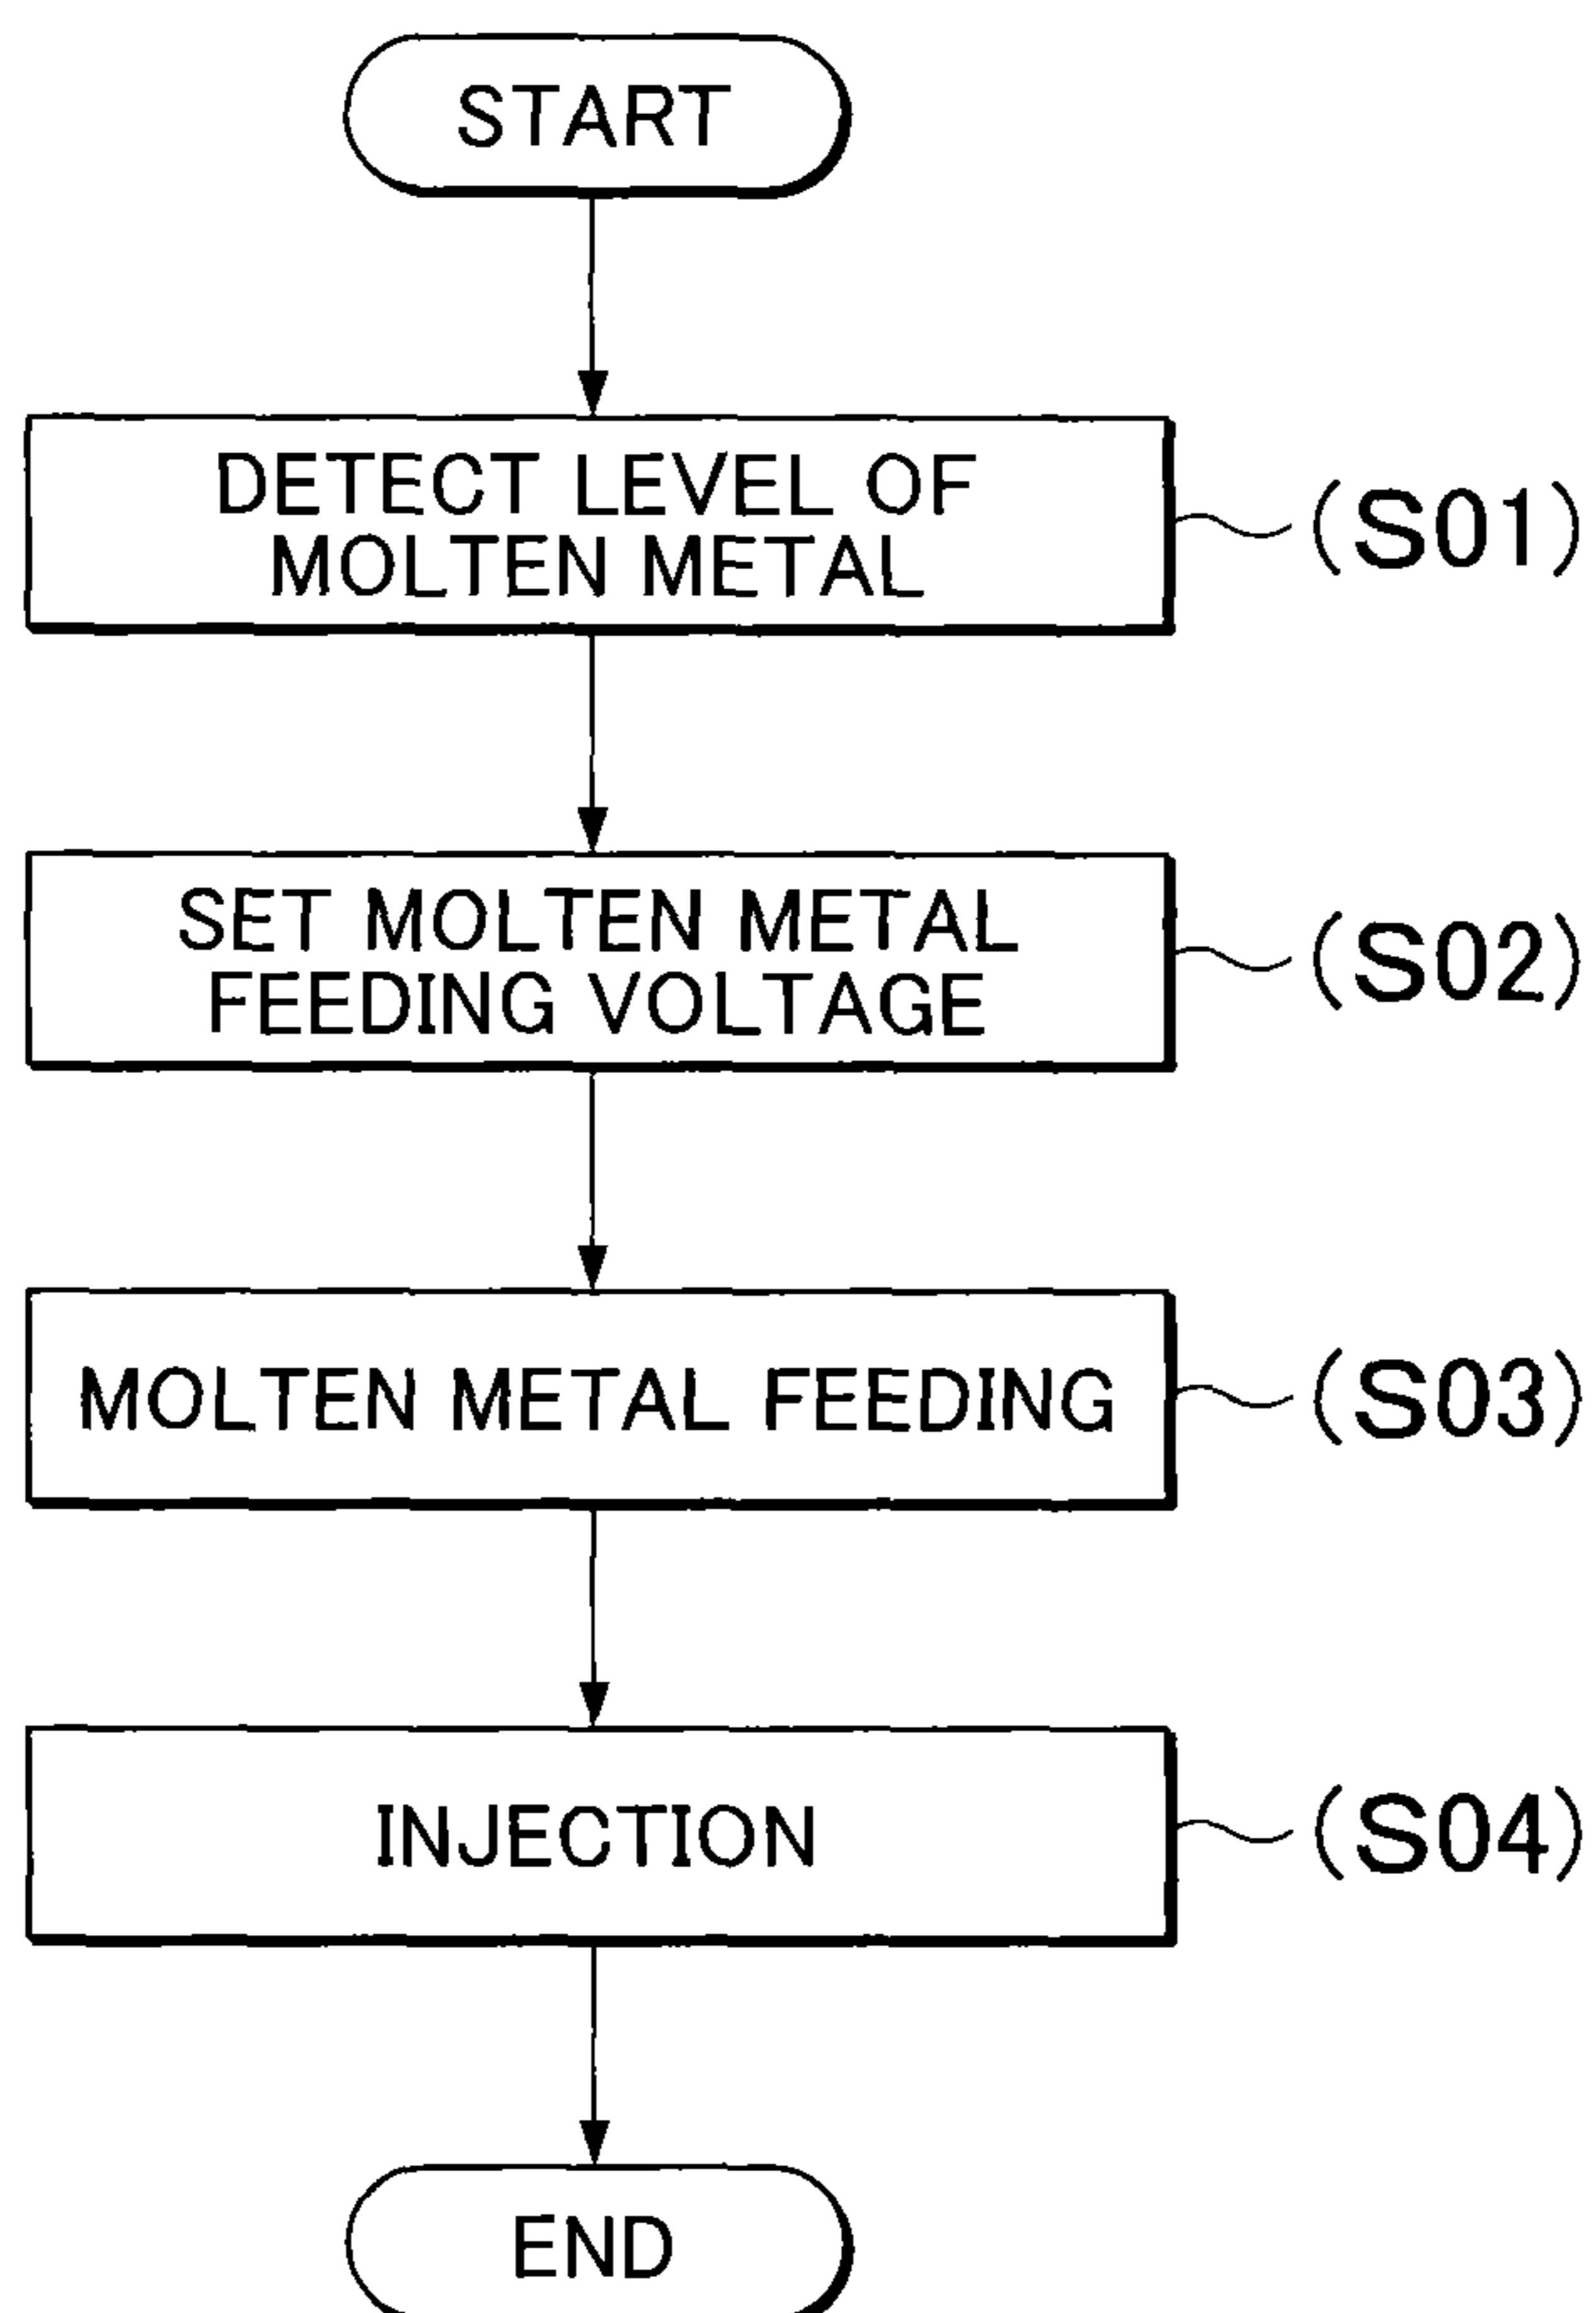 START
DETECT LEVEL OF
MOLTEN METAL
(S01)
SET MOLTEN METAL
FEEDING VOLTAGE
(S02)
MOLTEN METAL FEEDING
(S03)
INJECTION
(S04)
END